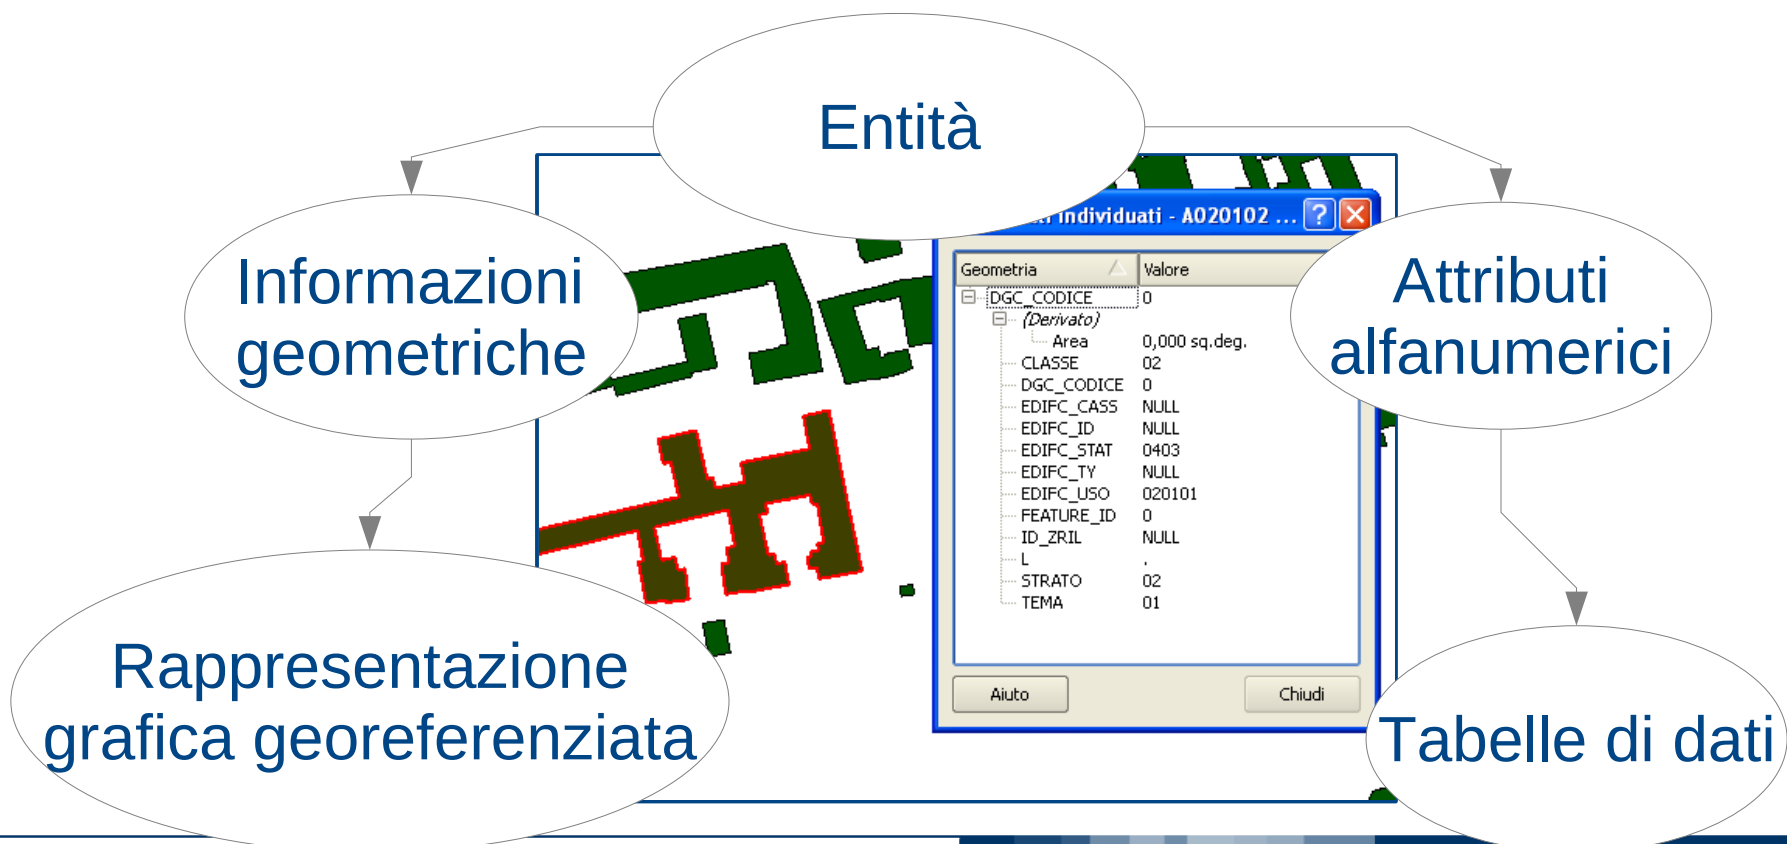 Entità
Informazioni
geometriche
Attributi
alfanumerici
Rappresentazione
grafica georeferenziata
Tabelle di dati
individuati - A020102 ...
Geometria Valore
DGC_CODICE 0
(Derivato)
Area 0,000 sq.deg.
CLASSE 02
DGC_CODICE 0
EDIFC_CASS NULL
EDIFC_ID NULL
EDIFC_STAT 0403
EDIFC_TY NULL
EDIFC_USO 020101
FEATURE_ID 0
ID_ZRIL NULL
L .
STRATO 02
TEMA 01
Aiuto Chiudi